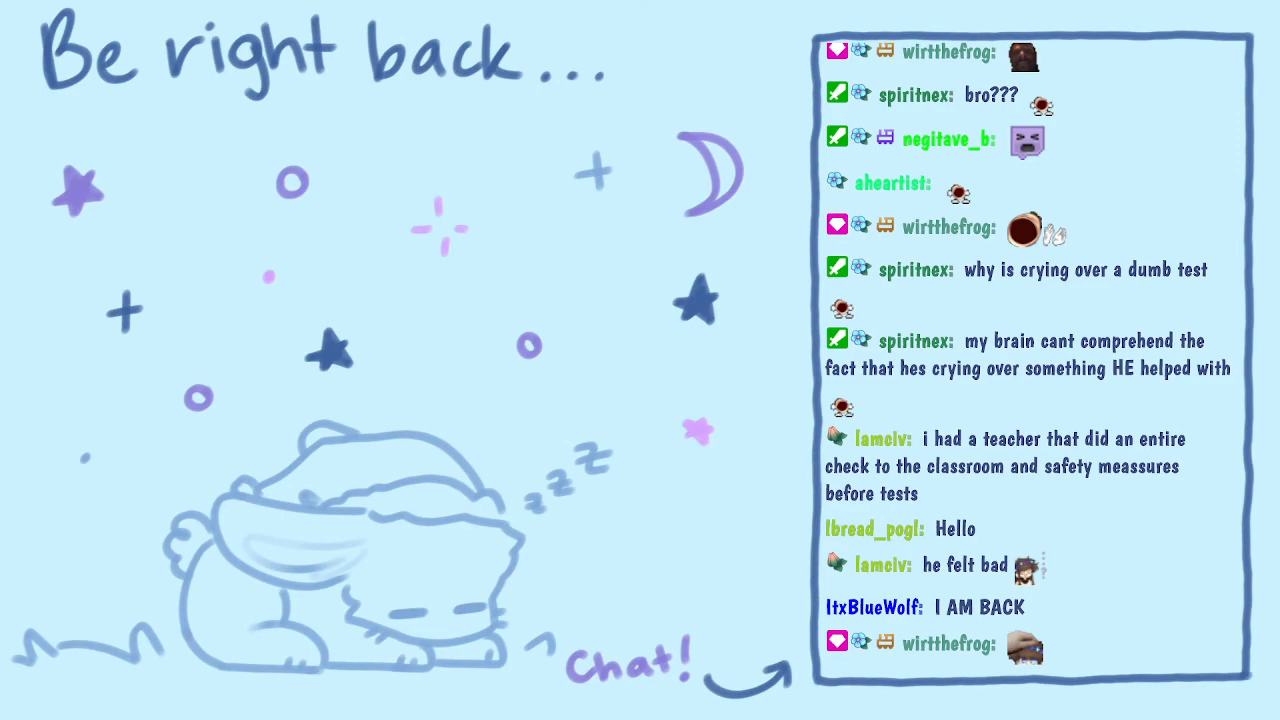 Be right back...
wirtthefrog:
spiritnex: bro???
negitave_b:
aheartist:
wirtthefrog:
spiritnex: why is crying over a dumb test
spiritnex: my brain cant comprehend the
fact that hes crying over something HE helped with
lamciv: i had a teacher that did an entire
check to the classroom and safety meassures
before tests
lbread_pogl: Hello
lamciv: he felt bad
ItxBlueWolf: I AM BACK
wirtthefrog:
z z z
Chat!